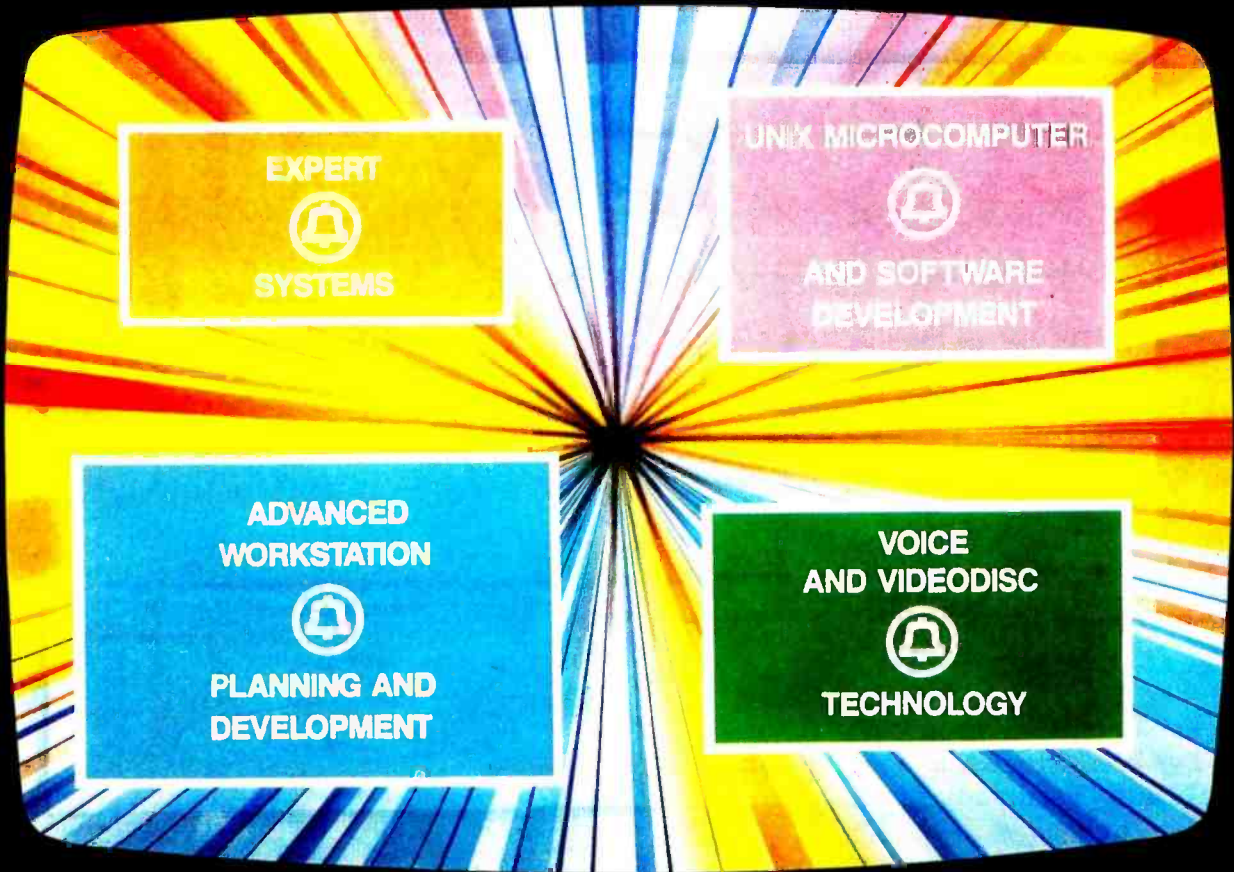 EXPERT
SYSTEMS
UNIX MICROCOMPUTER
AND SOFTWARE
DEVELOPMENT
ADVANCED
WORKSTATION
PLANNING AND
DEVELOPMENT
VOICE
AND VIDEODISC
TECHNOLOGY